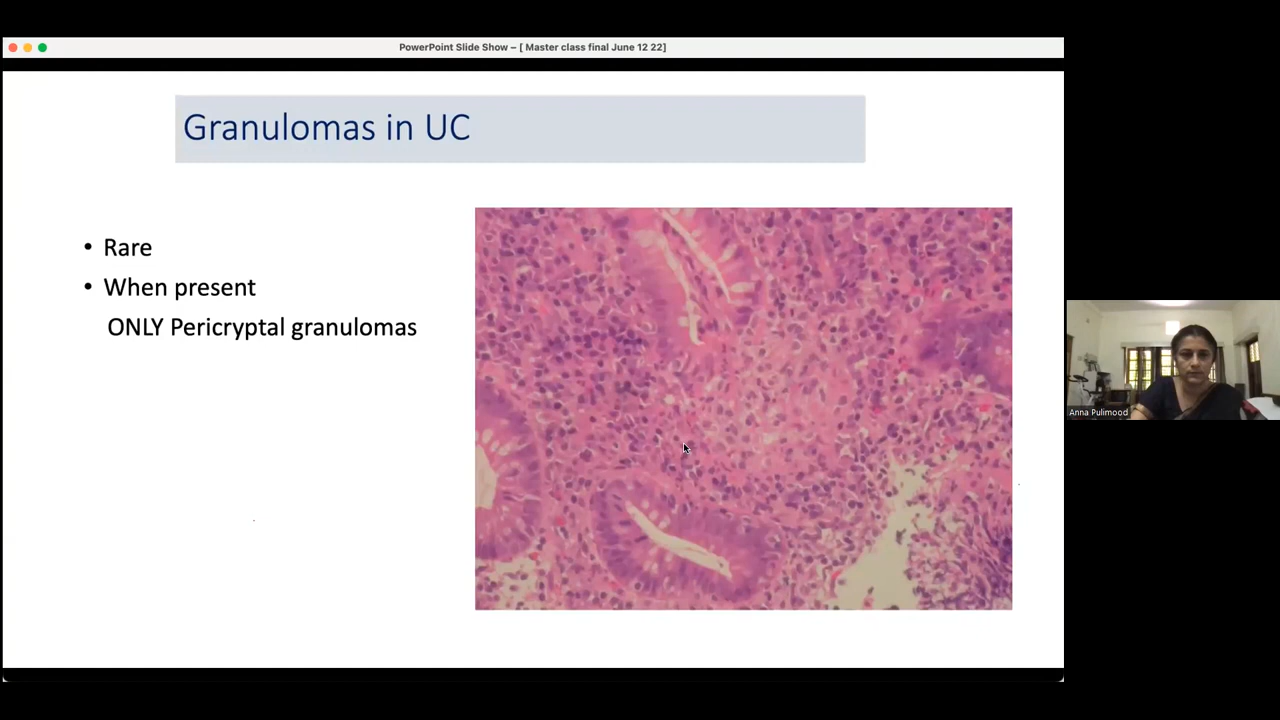 PowerPoint Slide Show – [ Master class final June 12 22]
Granulomas in UC
• Rare
• When present
ONLY Pericryptal granulomas
Anna Pulimood